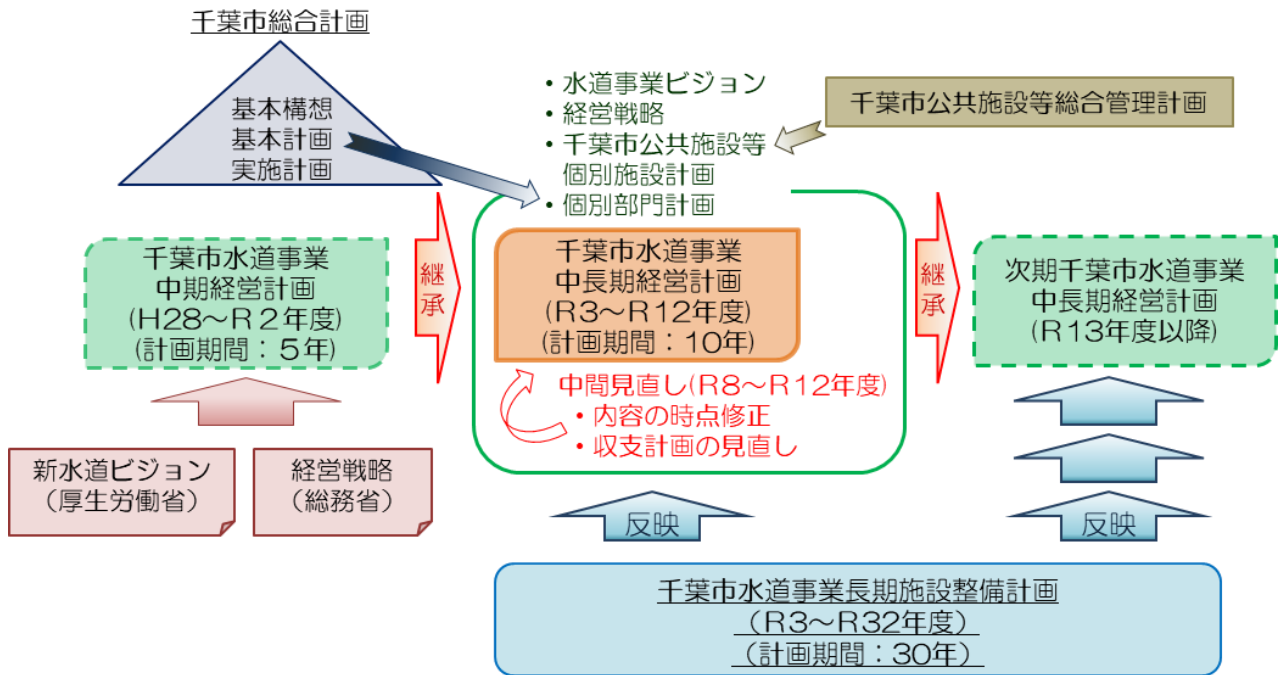 千葉市総合計画
基本構想
基本計画
実施計画
・水道事業ビジョン
・経営戦略
・千葉市公共施設等
個別施設計画
・個別部門計画
千葉市公共施設等総合管理計画
千葉市水道事業
中期経営計画
(H28～R2年度)
(計画期間：5年)
継承
千葉市水道事業
中長期経営計画
(R3～R12年度)
(計画期間：10年)
中間見直し(R8～R12年度)
・内容の時点修正
・収支計画の見直し
継承
次期千葉市水道事業
中長期経営計画
(R13年度以降)
新水道ビジョン
（厚生労働省）
経営戦略
（総務省）
反映
反映
千葉市水道事業長期施設整備計画
（R3～R32年度）
（計画期間：30年）